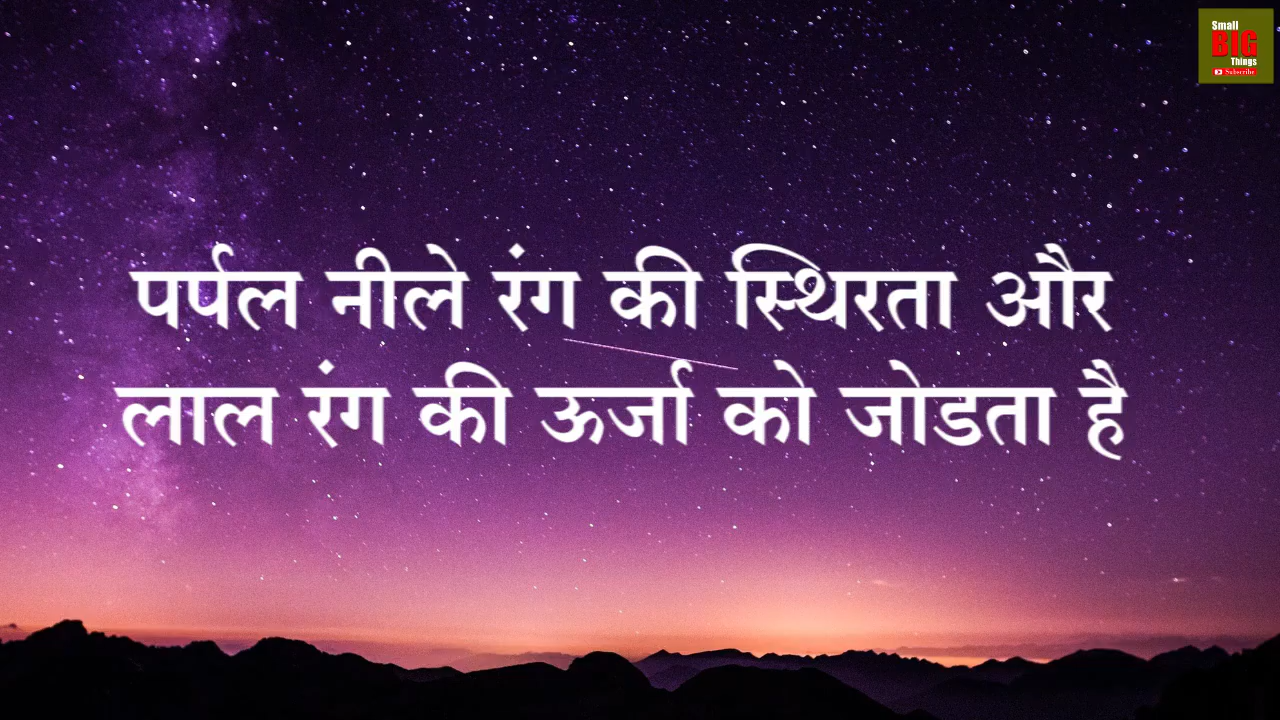 Small
BIG
Things
Subscribe
पर्पल नीले रंग की स्थिरता और
लाल रंग की ऊर्जा को जोडता है